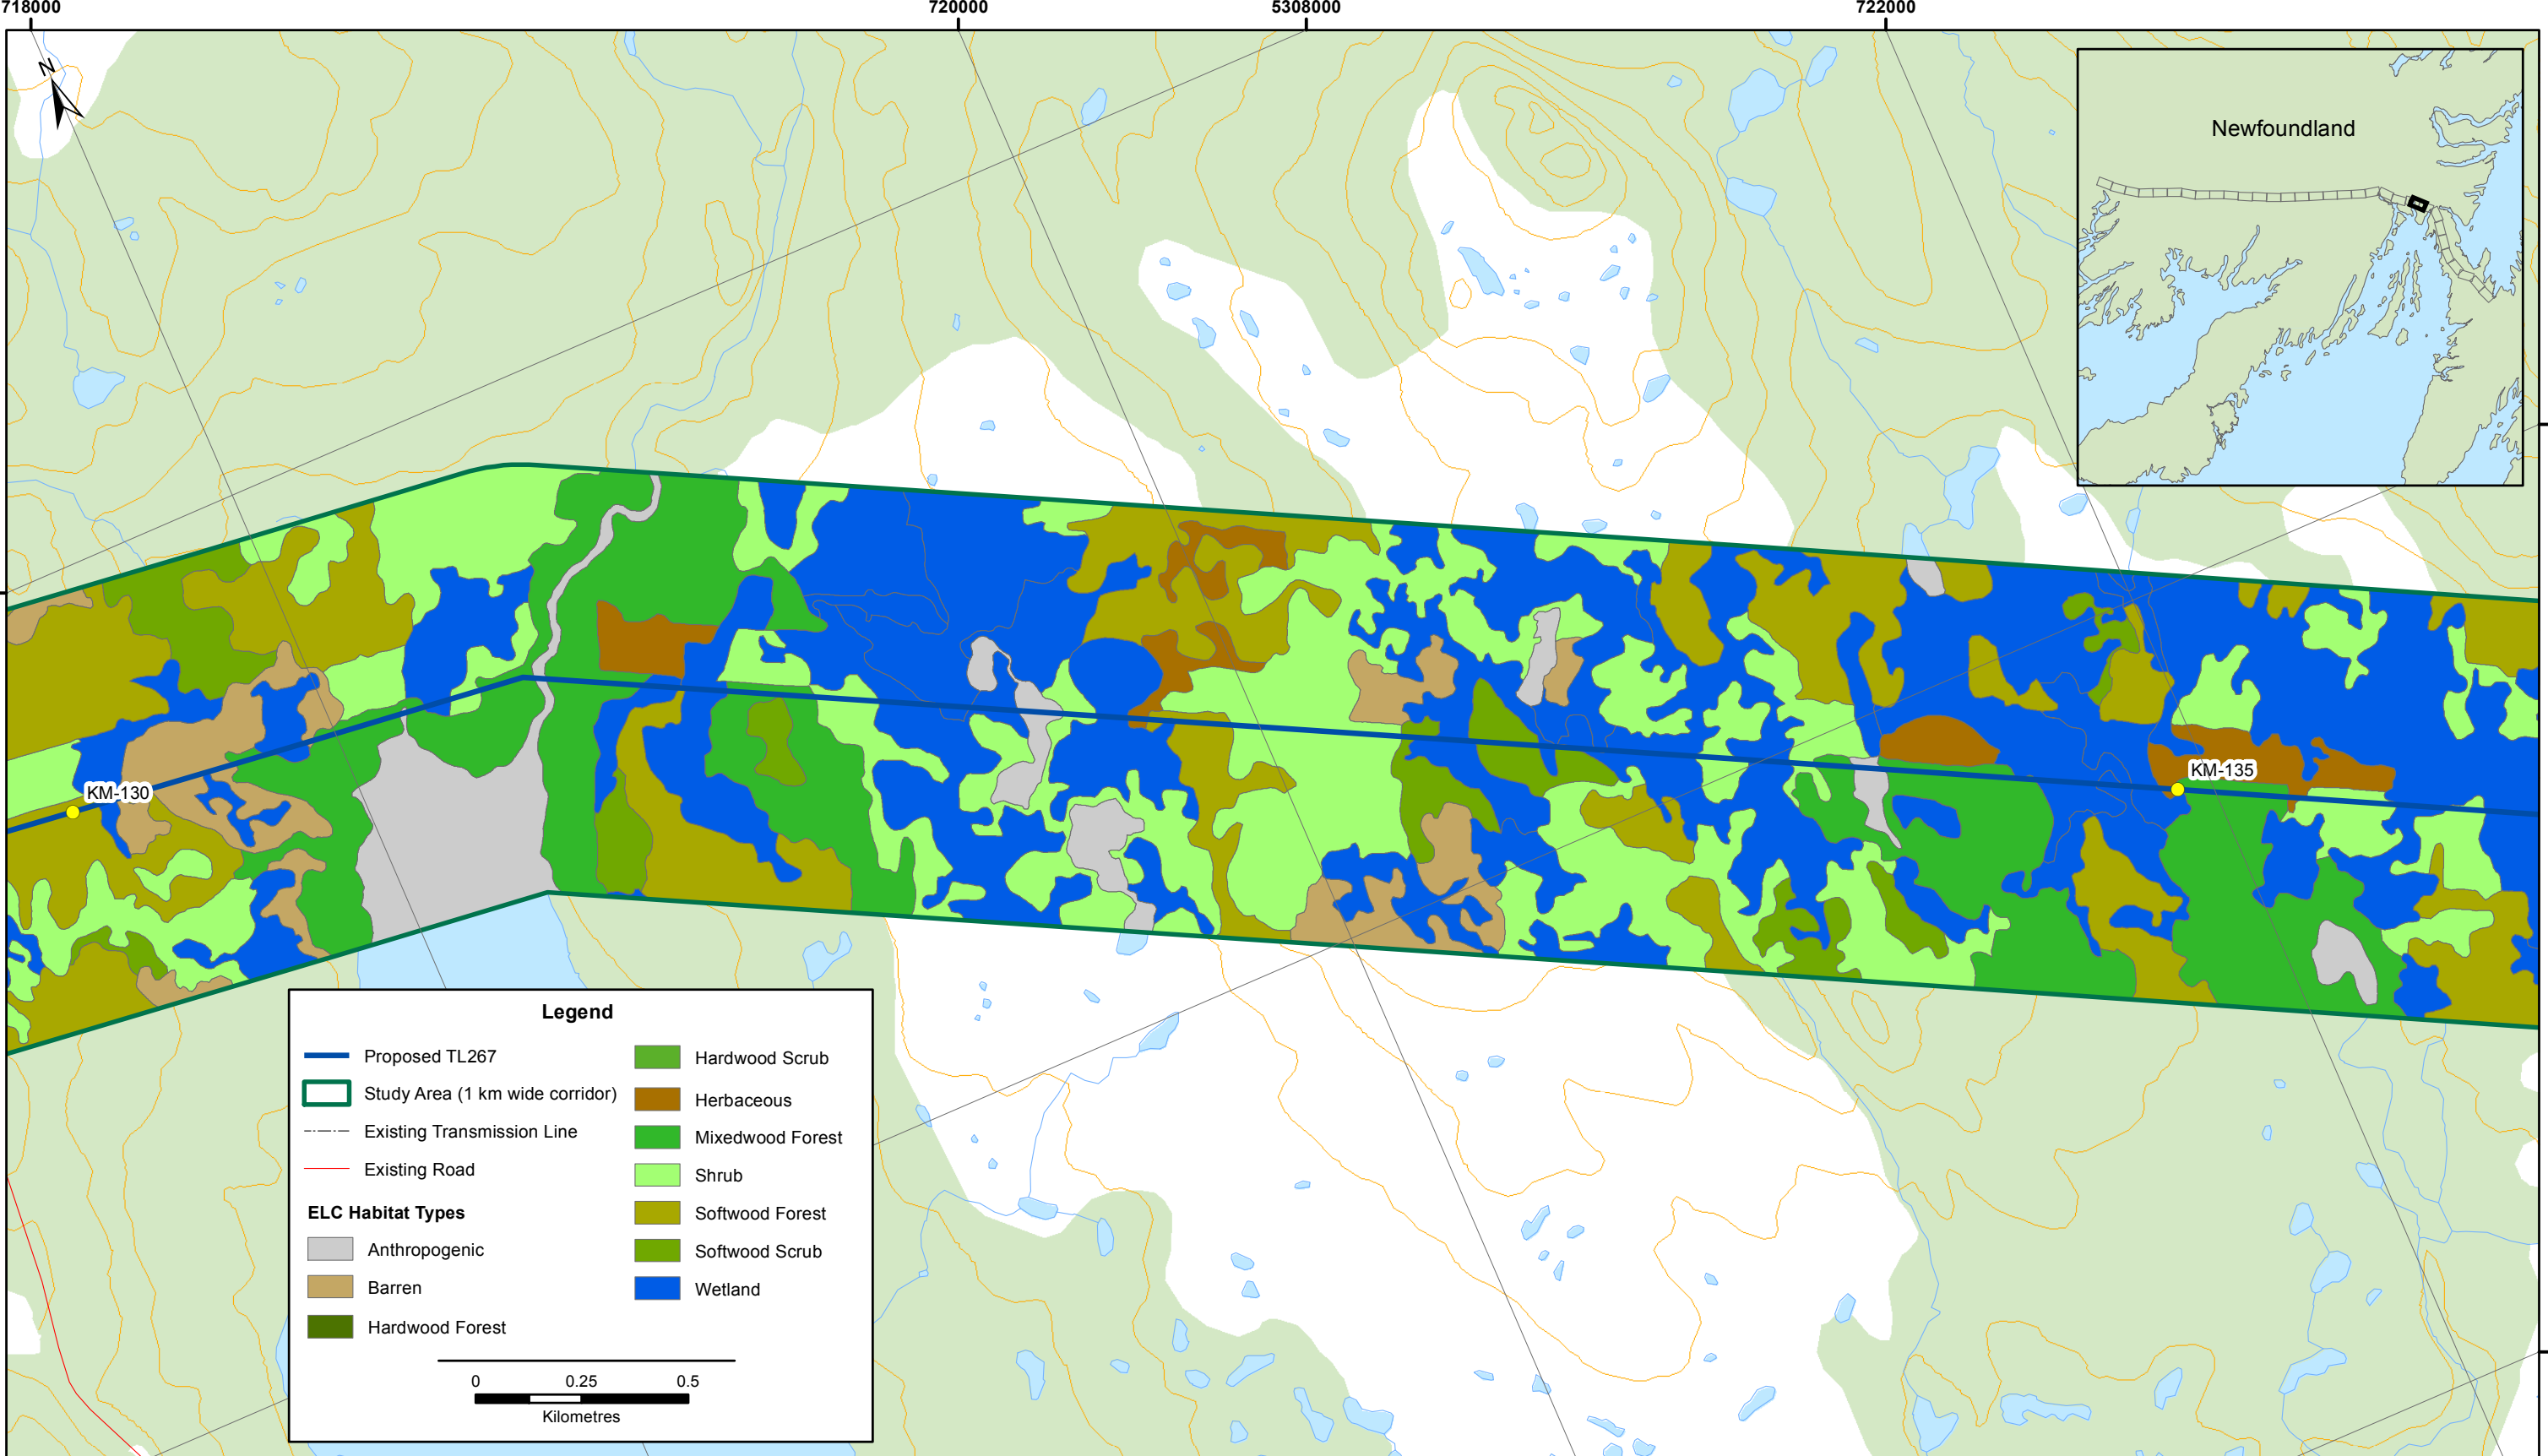 718000
720000
5308000
722000
N
Newfoundland
KM-130
KM-135
Legend
Proposed TL267
Study Area (1 km wide corridor)
Existing Transmission Line
Existing Road
ELC Habitat Types
Anthropogenic
Barren
Hardwood Forest
Hardwood Scrub
Herbaceous
Mixedwood Forest
Shrub
Softwood Forest
Softwood Scrub
Wetland
0 0.25 0.5
Kilometres